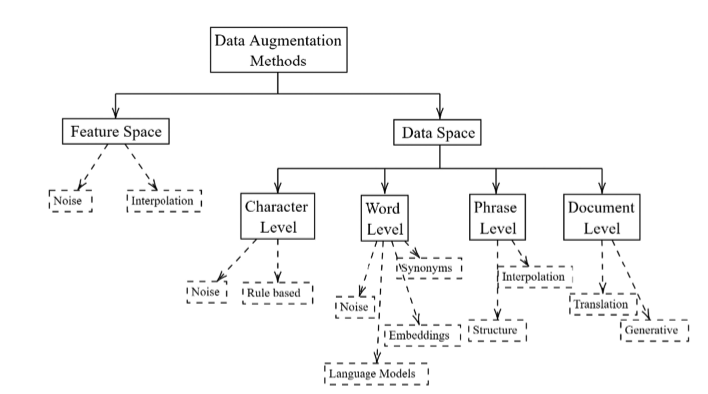 Data Augmentation
Methods
Feature Space
Data Space
Noise
Interpolation
Character
Level
Word
Level
Phrase
Level
Document
Level
Noise
Rule based
Synonyms
Noise
Embeddings
Language Models
Interpolation
Structure
Translation
Generative